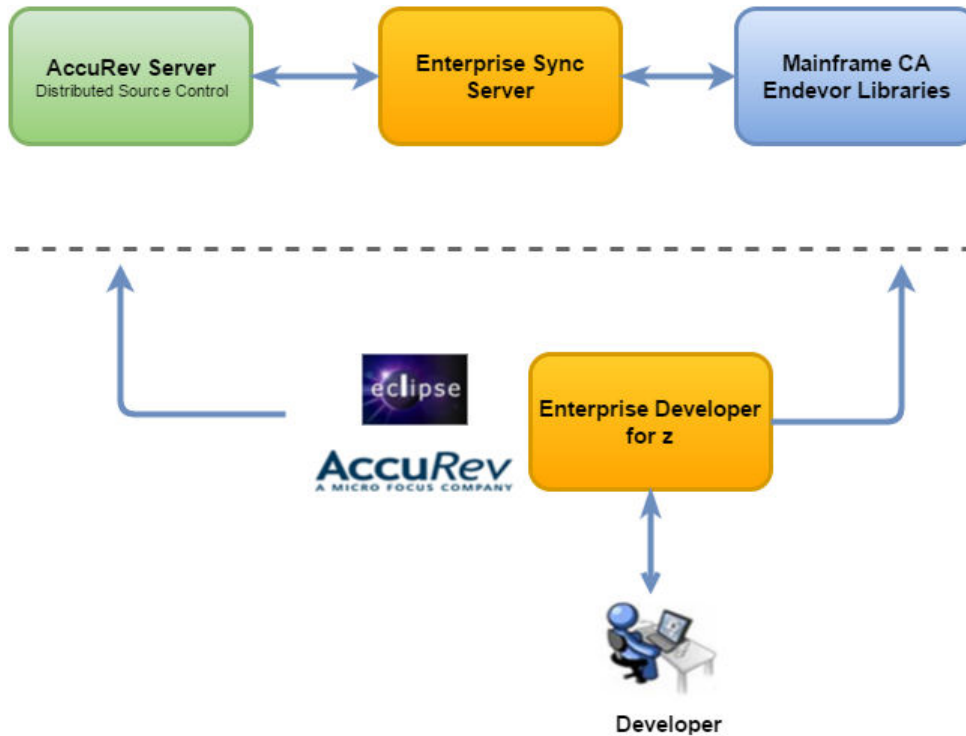 AccuRev Server
Distributed Source Control
Enterprise Sync
Server
Mainframe CA
Endevor Libraries
eclipse
AccuRev
A MICRO FOCUS COMPANY
Enterprise Developer
for z
Developer